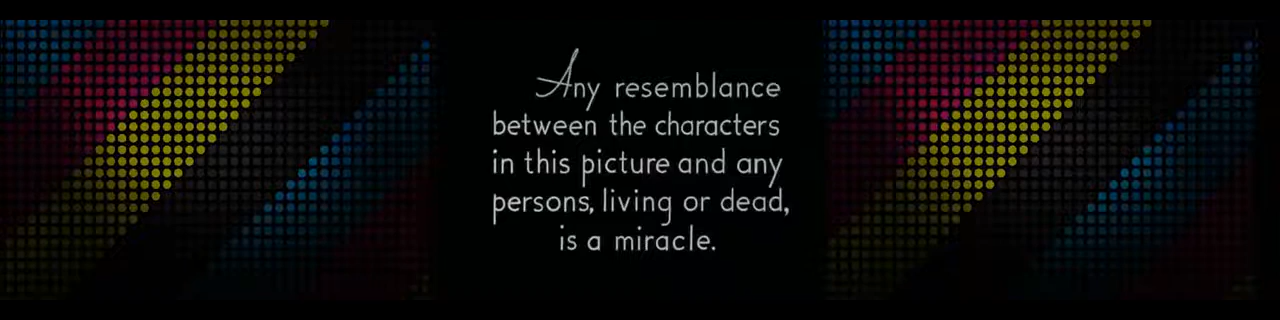 Any resemblance
between the characters
in this picture and any
persons, living or dead,
is a miracle.